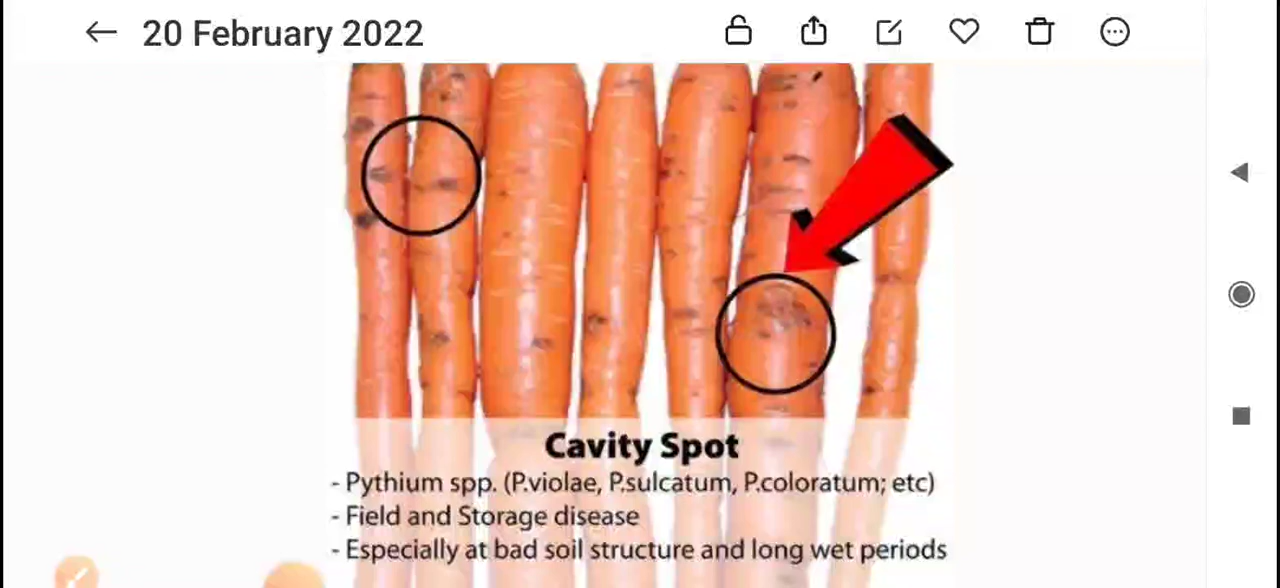 20 February 2022
Cavity Spot
- Pythium spp. (P.violae, P.sulcatum, P.coloratum; etc)
- Field and Storage disease
- Especially at bad soil structure and long wet periods